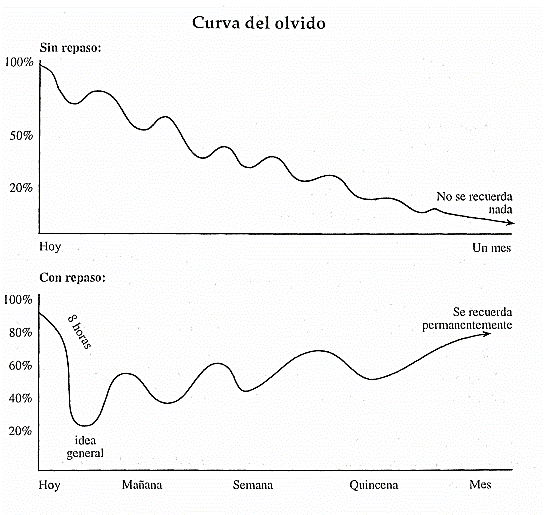 Curva del olvido
Sin repaso:
100%
50%
20%
No se recuerda
nada
Hoy
Un mes
Con repaso:
100%
80%
60%
40%
20%
8 horas
idea
general
Se recuerda
permanentemente
Hoy
Mañana
Semana
Quincena
Mes